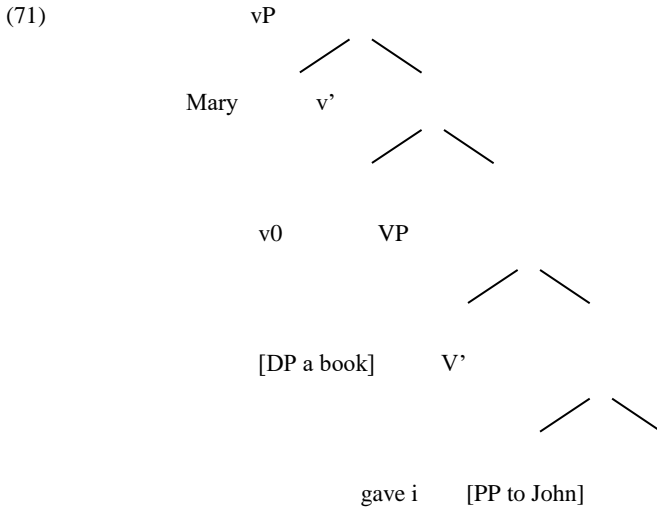 (71) vP
Mary v’
v0 VP
[DP a book] V’
gave i [PP to John]